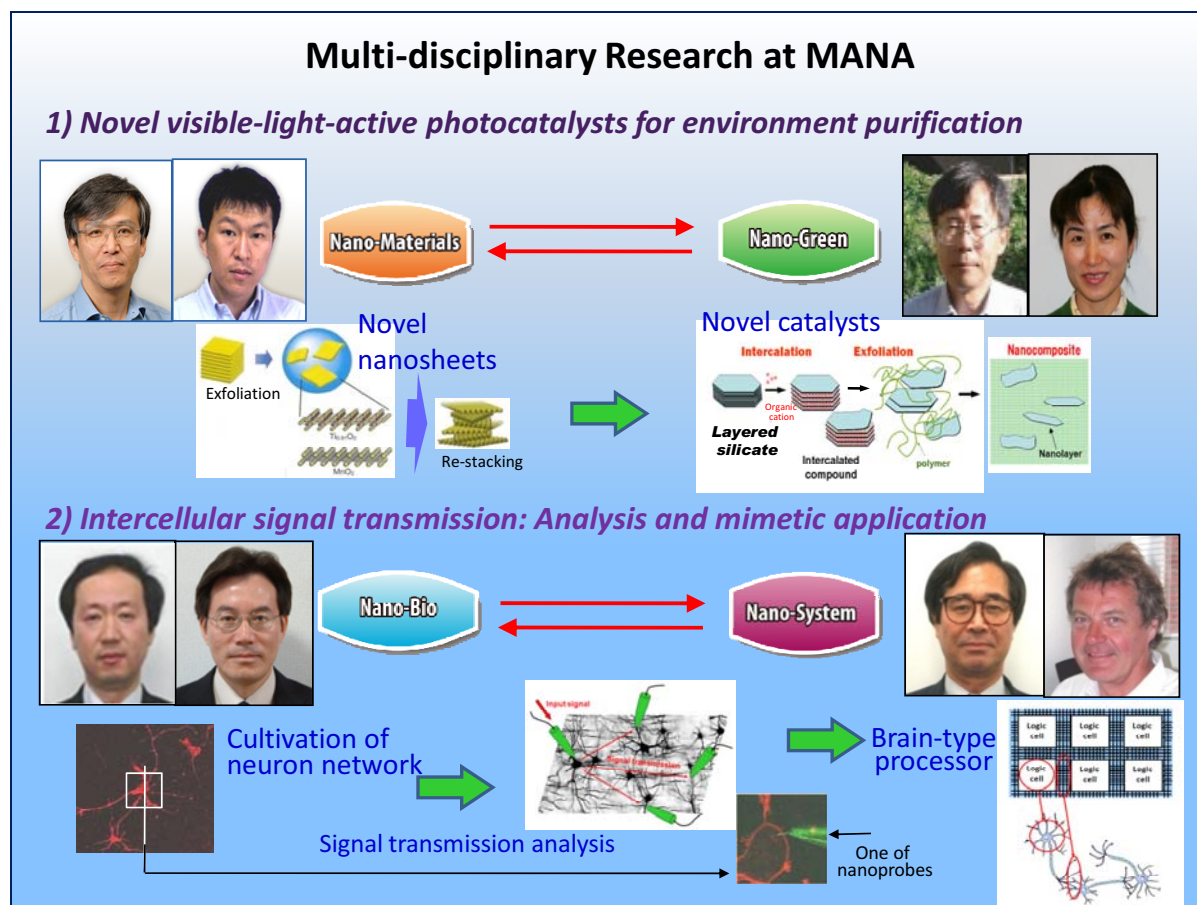 Multi-disciplinary Research at MANA
1) Novel visible-light-active photocatalysts for environment purification
Nano-Materials
Nano-Green
Novel
nanosheets
Exfoliation
MnO₂
Re-stacking
Novel catalysts
Intercalation
Exfoliation
Organic
cation
Layered
silicate
Intercalated
compound
polymer
Nanocomposite
Nanolayer
2) Intercellular signal transmission: Analysis and mimetic application
Nano-Bio
Nano-System
Cultivation of
neuron network
Input signal
Signal transmission
Signal transmission analysis
One of
nanoprobes
Brain-type
processor
Logic
cell
Logic
cell
Logic
cell
Logic
cell
Logic
cell
Logic
cell